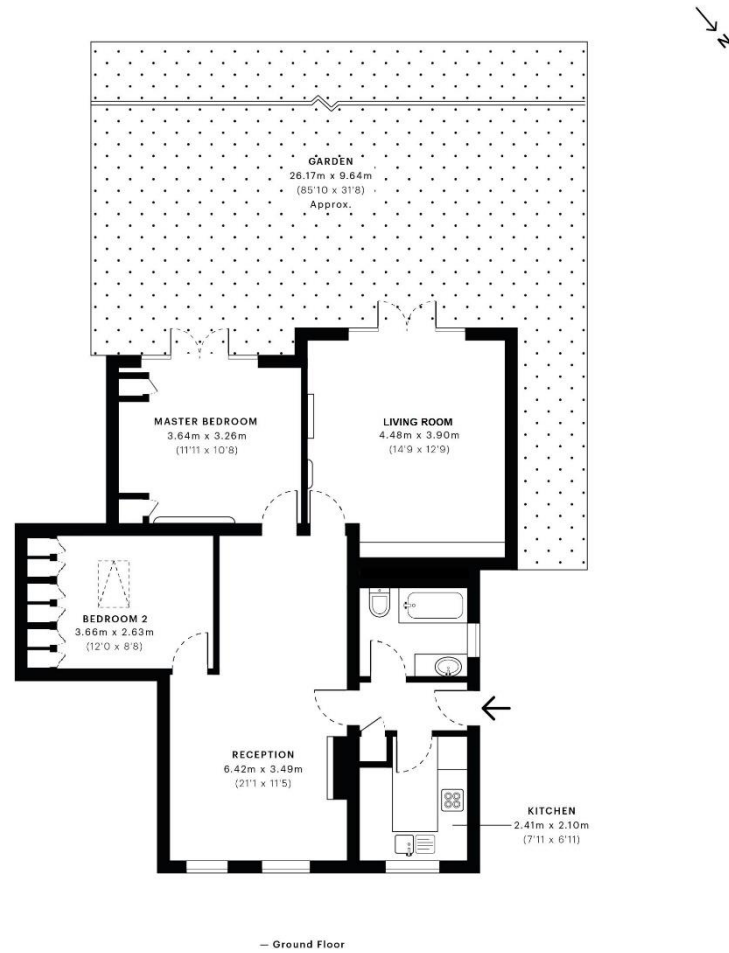 N
GARDEN
26.17m x 9.64m
(85'10 x 31'8)
Approx.
MASTER BEDROOM
3.64m x 3.26m
(11'11 x 10'8)
LIVING ROOM
4.48m x 3.90m
(14'9 x 12'9)
BEDROOM 2
3.66m x 2.63m
(12'0 x 8'8)
RECEPTION
6.42m x 3.49m
(21'1 x 11'5)
KITCHEN
2.41m x 2.10m
(7'11 x 6'11)
— Ground Floor